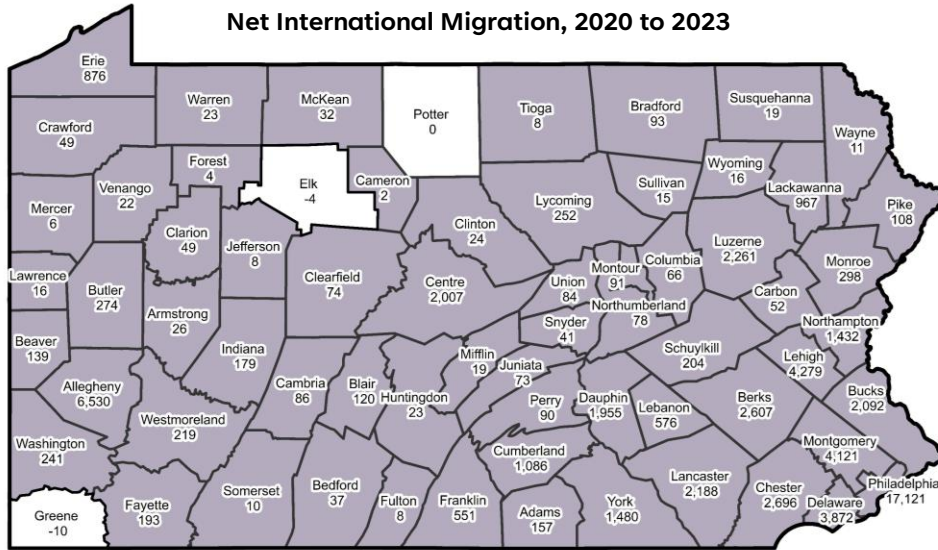 Net International Migration, 2020 to 2023
Erie
876
Crawford
49
Warren
23
McKean
32
Potter
0
Tioga
8
Bradford
93
Susquehanna
19
Wayne
11
Forest
4
Elk
-4
Cameron
2
Wyoming
16
Lackawanna
967
Pike
108
Mercer
6
Venango
22
Clarion
49
Jefferson
8
Clinton
24
Lycoming
252
Sullivan
15
Luzerne
2,261
Monroe
298
Lawrence
16
Butler
274
Armstrong
26
Clearfield
74
Centre
2,007
Union
84
Montour
91
Columbia
66
Northumberland
78
Carbon
52
Northampton
1,432
Beaver
139
Indiana
179
Snyder
41
Schuylkill
204
Lehigh
4,279
Allegheny
6,530
Westmoreland
219
Cambria
86
Blair
120
Huntingdon
23
Mifflin
19
Juniata
73
Perry
90
Dauphin
1,955
Lebanon
576
Berks
2,607
Bucks
2,092
Washington
241
Cumberland
1,086
Montgomery
4,121
Greene
-10
Fayette
193
Somerset
10
Bedford
37
Fulton
8
Franklin
551
Adams
157
York
1,480
Lancaster
2,188
Chester
2,696
Delaware
3,872
Philadelphia
17,121